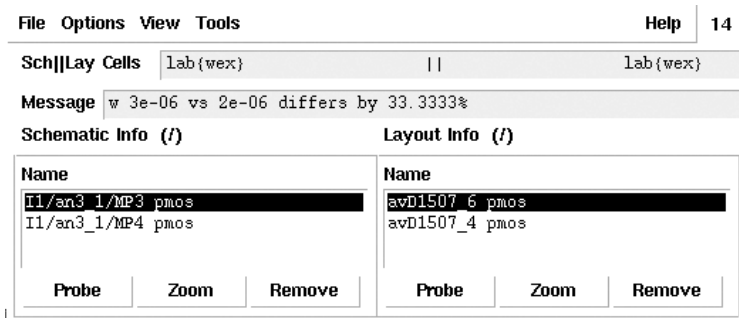 File Options View Tools Help 14
Sch||Lay Cells lab{wex} || lab{wex}
Message w 3e-06 vs 2e-06 differs by 33.3333%
Schematic Info (/) Layout Info (/)
Name Name
I1/an3_1/MP3 pmos avD1507_6 pmos
I1/an3_1/MP4 pmos avD1507_4 pmos
Probe Zoom Remove Probe Zoom Remove